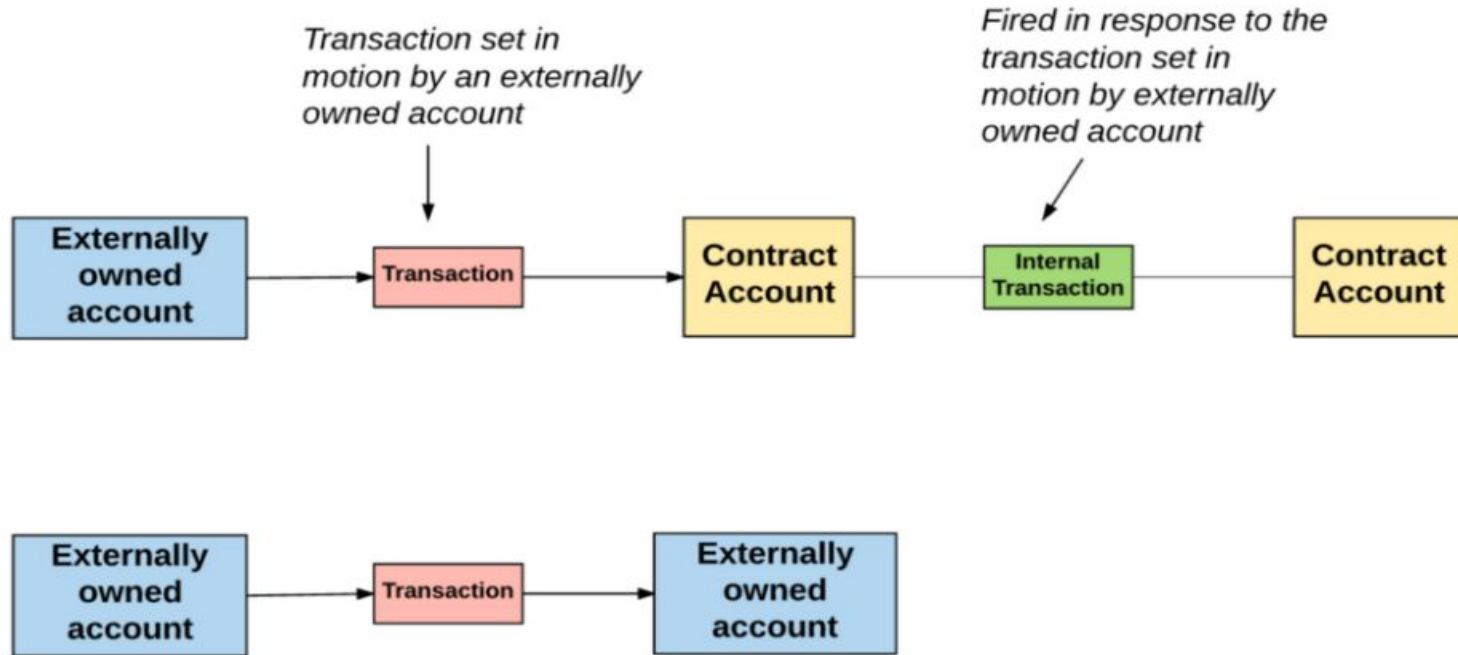 Transaction set in
motion by an externally
owned account
Fired in response to the
transaction set in
motion by externally
owned account
Externally
owned
account
Transaction
Contract
Account
Internal
Transaction
Contract
Account
Externally
owned
account
Transaction
Externally
owned
account